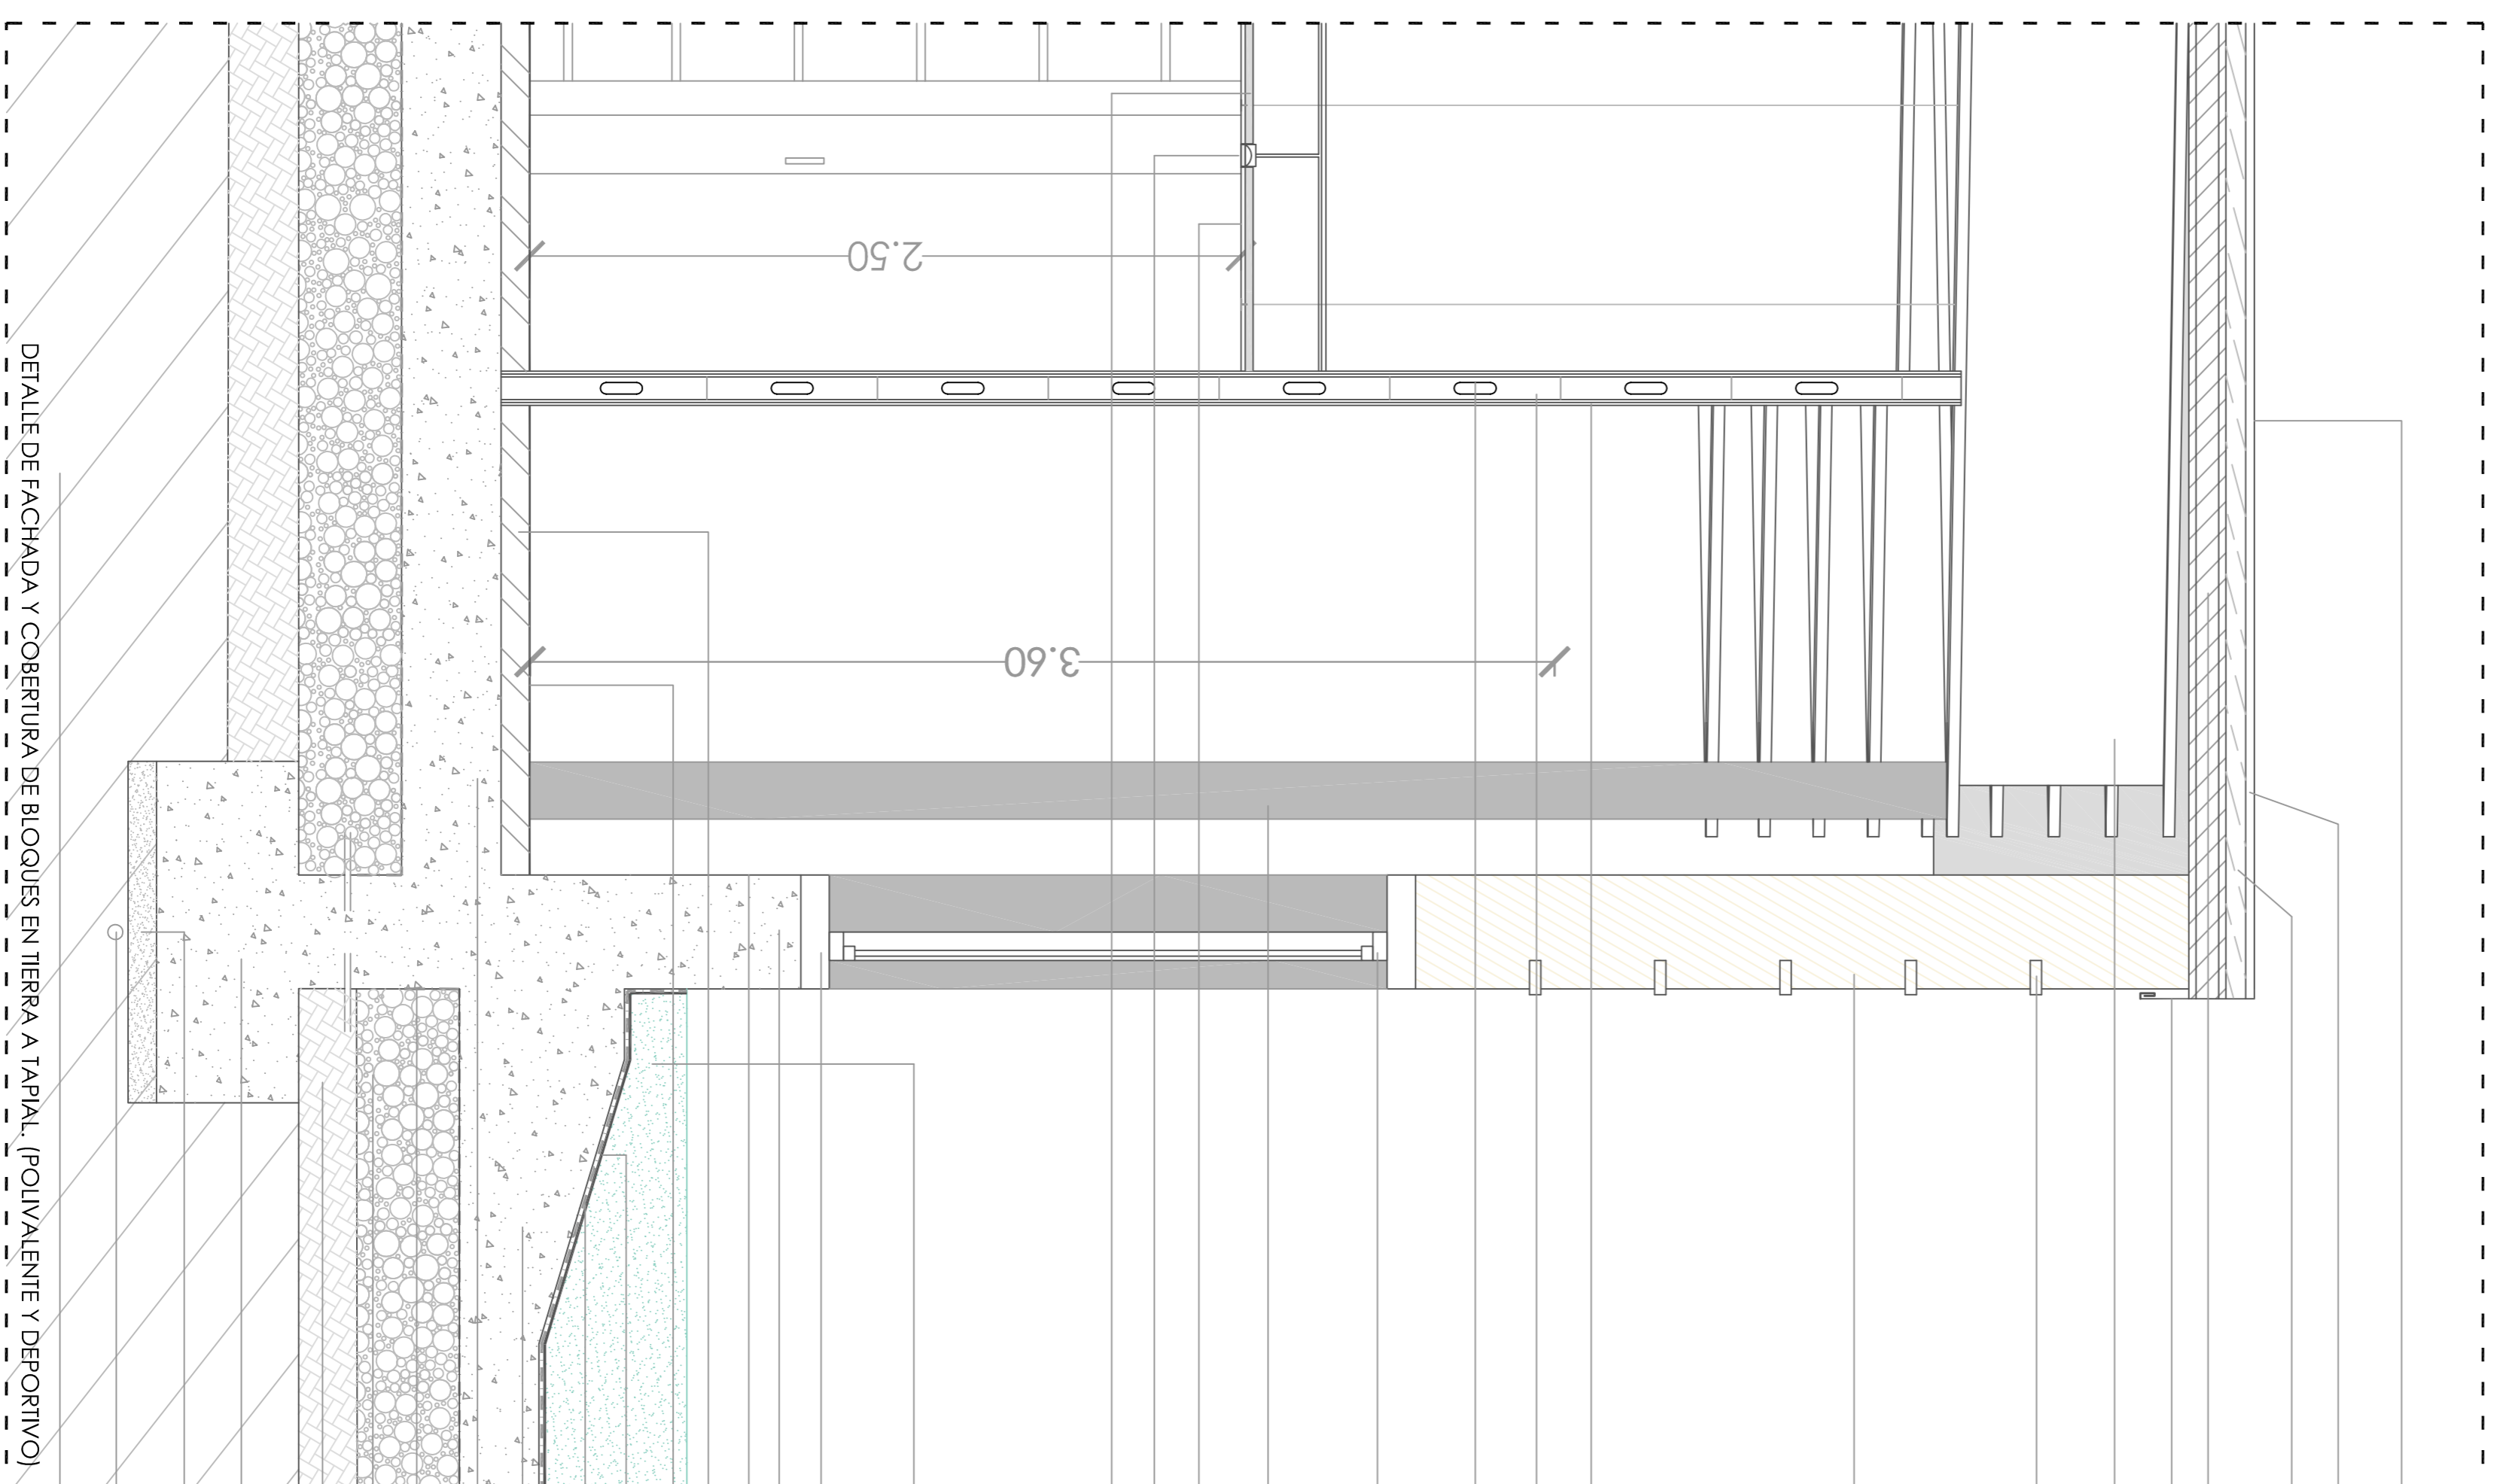 DETALLE DE FACHADA Y COBERTURA DE BLOQUES EN TIERRA A TAPIAL. (POLIVALENTE Y DEPORTIVO)
2.50
3.60